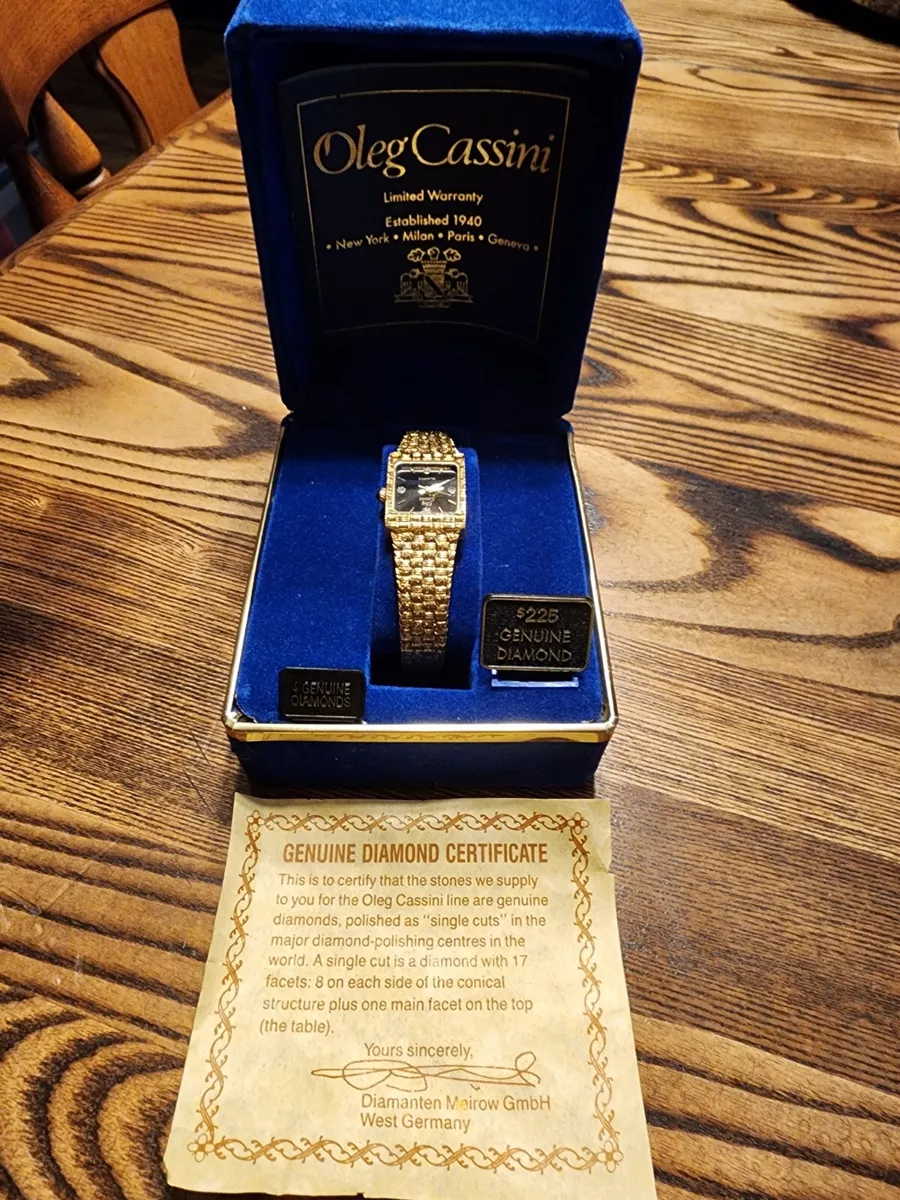 Oleg Cassini
Limited Warranty
Established 1940
• New York • Milan • Paris • Geneva •
$225
GENUINE
DIAMOND
4 GENUINE
DIAMONDS
GENUINE DIAMOND CERTIFICATE
This is to certify that the stones we supply
to you for the Oleg Cassini line are genuine
diamonds, polished as "single cuts" in the
major diamond-polishing centres in the
world. A single cut is a diamond with 17
facets: 8 on each side of the conical
structure plus one main facet on the top
(the table).
Yours sincerely,
Diamanten Meirow GmbH
West Germany